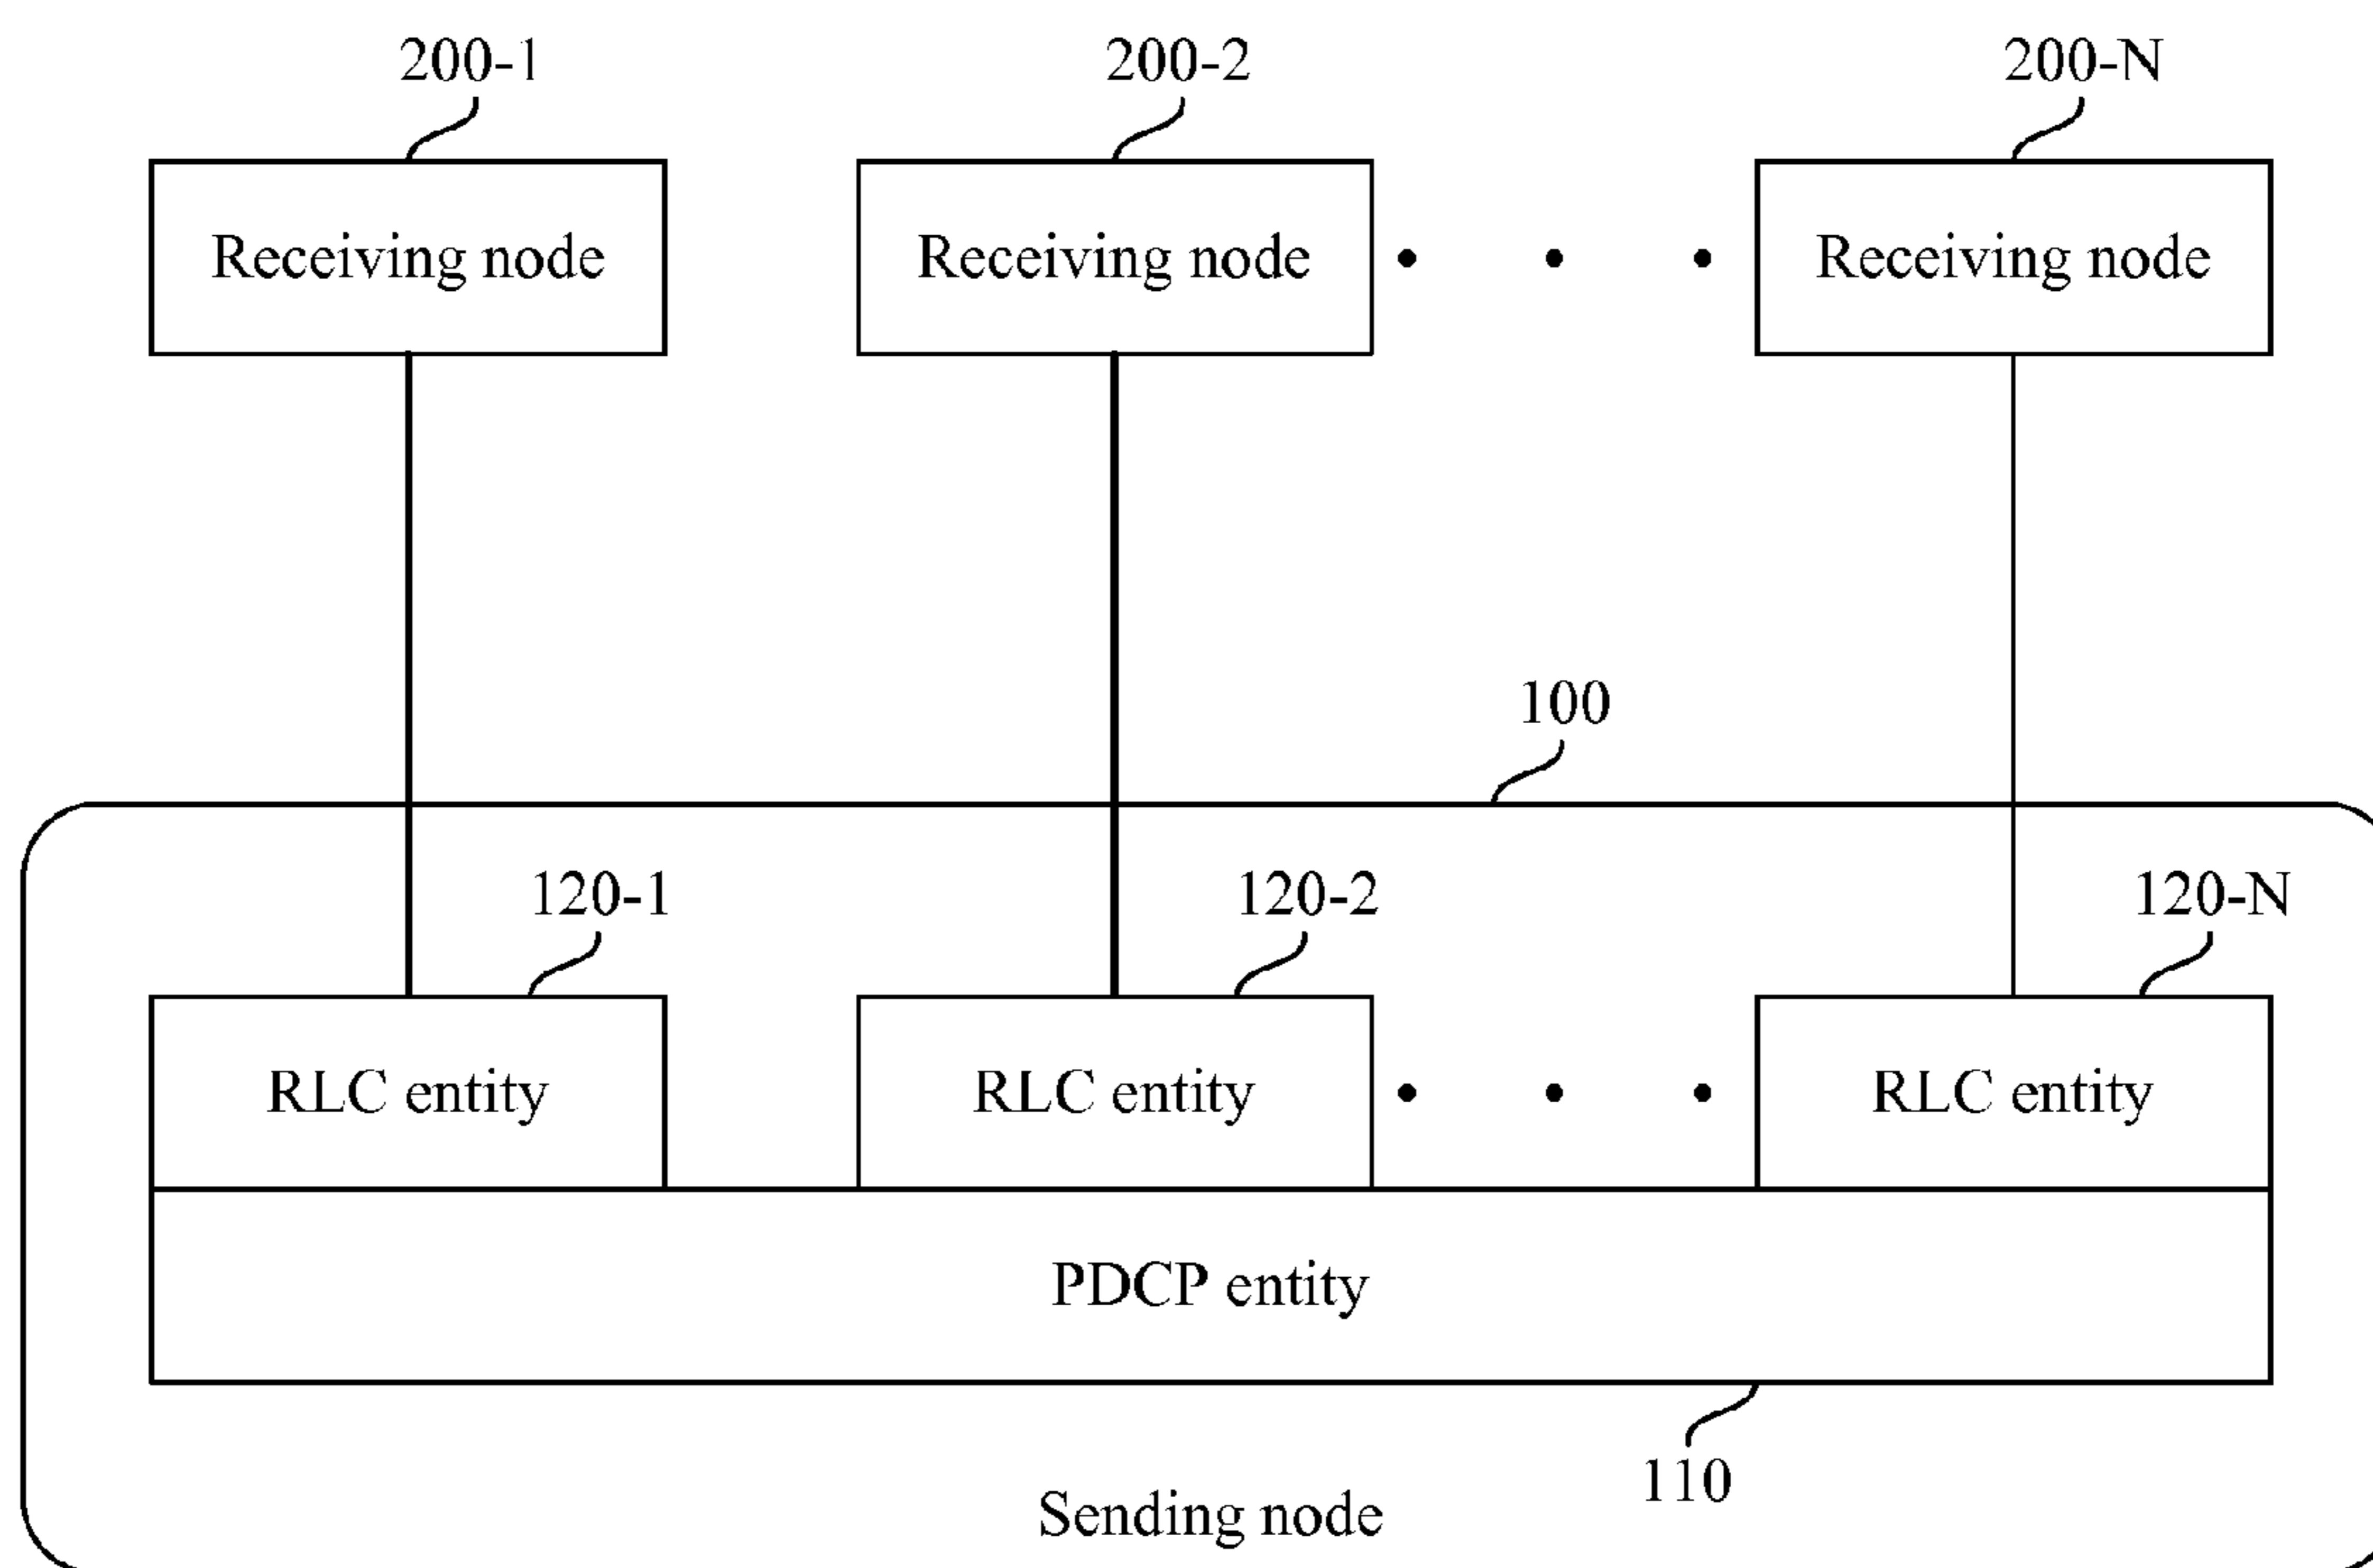 200-1
200-2
200-N
Receiving node
Receiving node
Receiving node
100
120-1
120-2
120-N
RLC entity
RLC entity
RLC entity
PDCP entity
110
Sending node